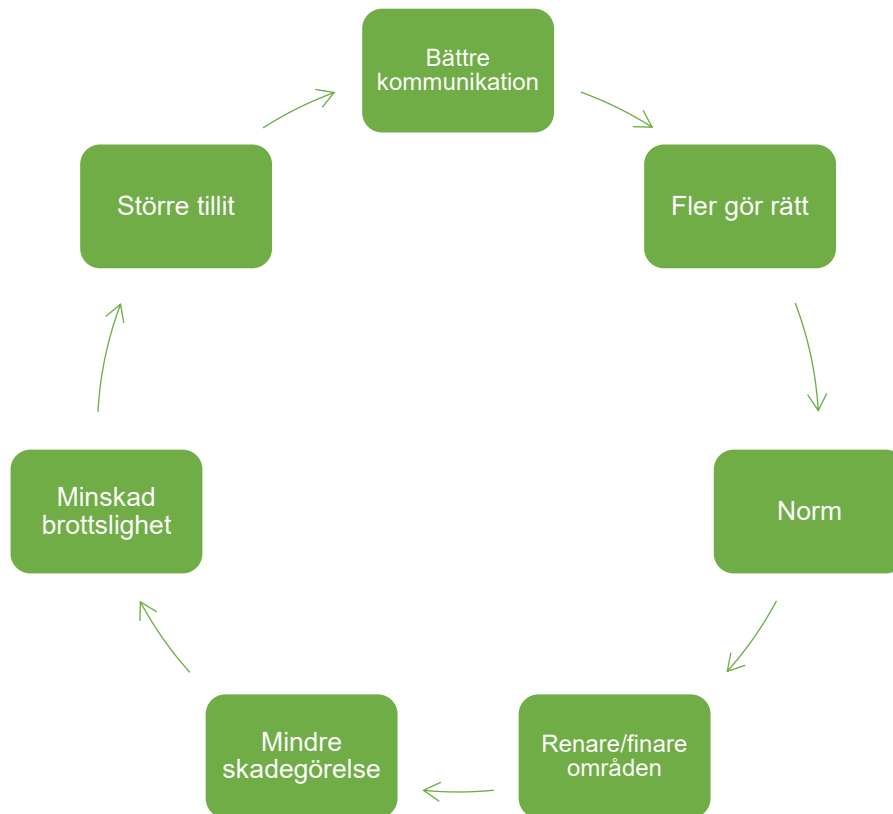 Bättre
kommunikation
Fler gör rätt
Norm
Renare/finare
områden
Mindre
skadegörelse
Minskad
brottslighet
Större tillit